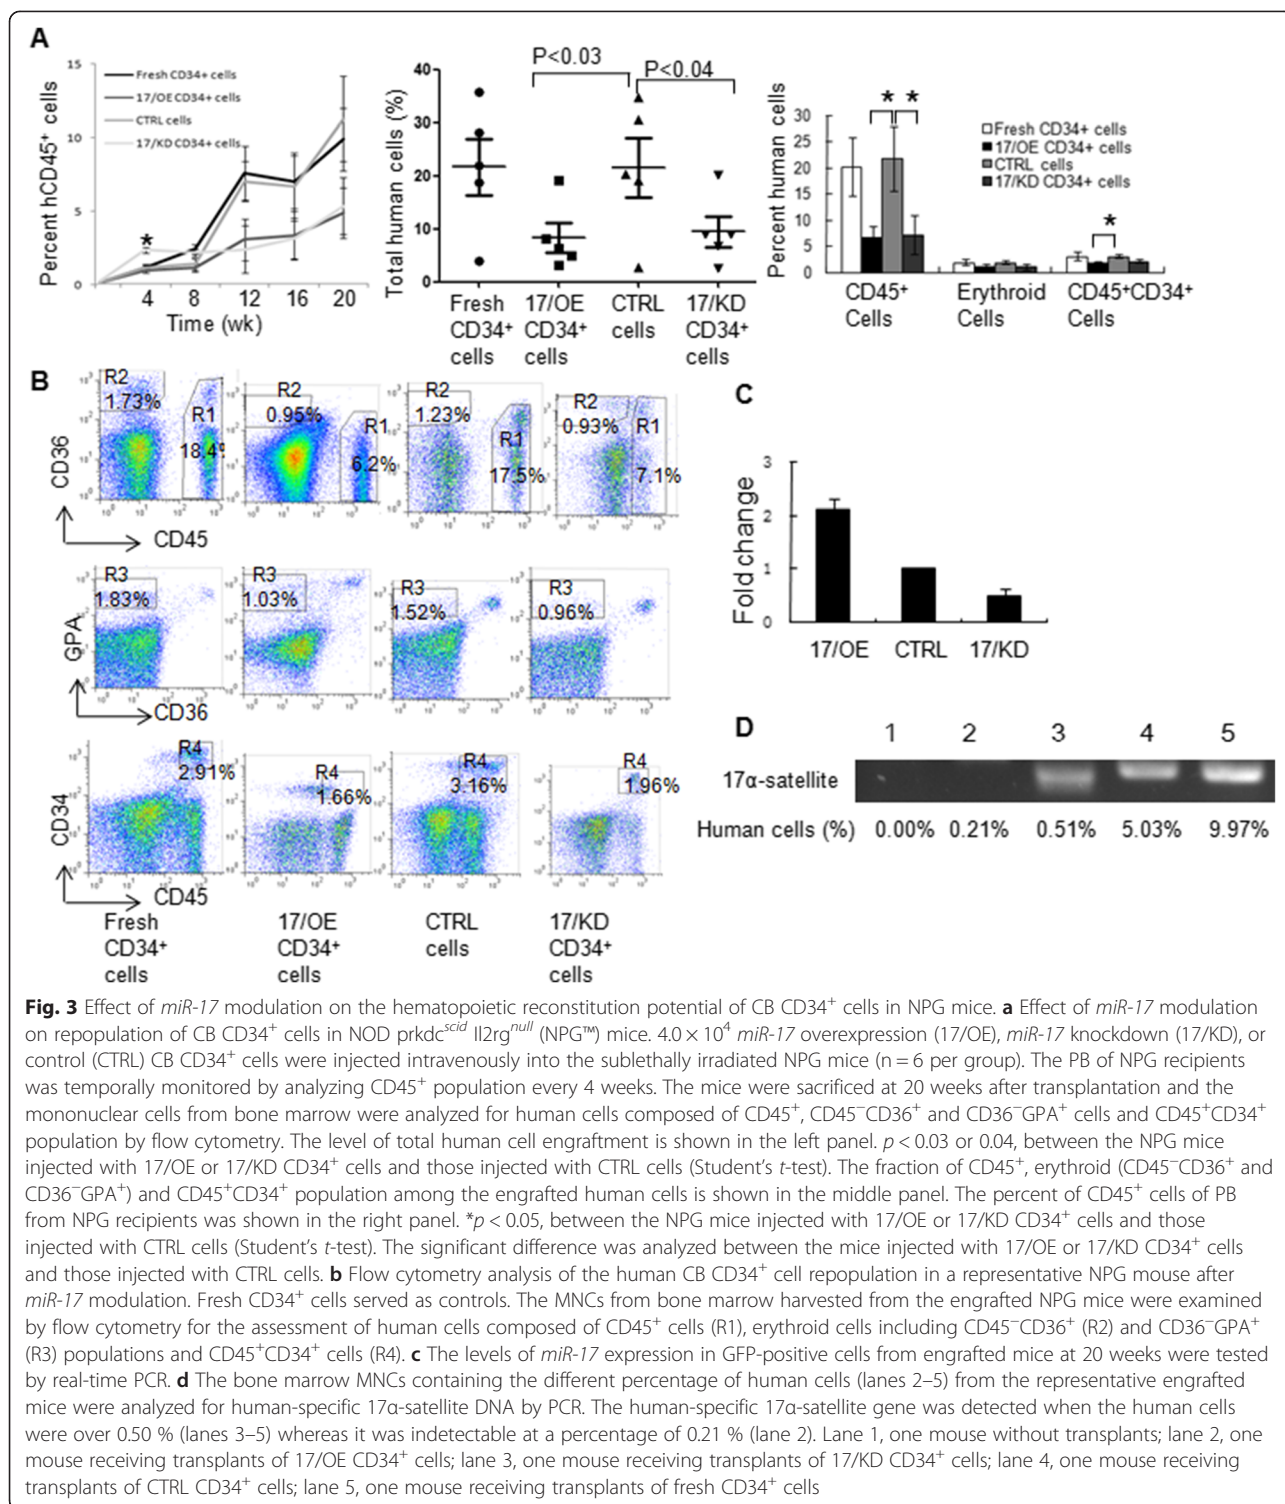 A
15
10
5
0
Percent hCD45⁺ cells
Fresh CD34+ cells
17/OE CD34+ cells
CTRL cells
17/KD CD34+ cells
*
4 8 12 16 20
Time (wk)
40
30
20
10
0
Total human cells (%)
P<0.03
P<0.04
Fresh CD34⁺ cells
17/OE CD34⁺ cells
CTRL cells
17/KD CD34⁺ cells
30
25
20
15
10
5
0
Percent human cells
* *
*
Fresh CD34+ cells
17/OE CD34+ cells
CTRL cells
17/KD CD34+ cells
CD45⁺ Cells
Erythroid Cells
CD45⁺CD34⁺ Cells
B
CD36
R2
1.73%
R1
18.4%
R2
0.95%
R1
6.2%
R2
1.23%
R1
17.5%
R2
0.93%
R1
7.1%
CD45
GPA
R3
1.83%
R3
1.03%
R3
1.52%
R3
0.96%
CD36
CD34
R4
2.91%
R4
1.66%
R4
3.16%
R4
1.96%
CD45
Fresh CD34⁺ cells
17/OE CD34⁺ cells
CTRL cells
17/KD CD34⁺ cells
C
3
2
1
0
Fold change
17/OE CTRL 17/KD
D
1 2 3 4 5
17α-satellite
Human cells (%) 0.00% 0.21% 0.51% 5.03% 9.97%
Fig. 3 Effect of miR-17 modulation on the hematopoietic reconstitution potential of CB CD34⁺ cells in NPG mice. a Effect of miR-17 modulation
on repopulation of CB CD34⁺ cells in NOD prkdcˢᶜⁱᵈ Il2rgⁿᵘˡˡ (NPG™) mice. 4.0 × 10⁴ miR-17 overexpression (17/OE), miR-17 knockdown (17/KD), or
control (CTRL) CB CD34⁺ cells were injected intravenously into the sublethally irradiated NPG mice (n = 6 per group). The PB of NPG recipients
was temporally monitored by analyzing CD45⁺ population every 4 weeks. The mice were sacrificed at 20 weeks after transplantation and the
mononuclear cells from bone marrow were analyzed for human cells composed of CD45⁺, CD45⁻CD36⁺ and CD36⁻GPA⁺ cells and CD45⁺CD34⁺
population by flow cytometry. The level of total human cell engraftment is shown in the left panel. p < 0.03 or 0.04, between the NPG mice
injected with 17/OE or 17/KD CD34⁺ cells and those injected with CTRL cells (Student's t-test). The fraction of CD45⁺, erythroid (CD45⁻CD36⁺ and
CD36⁻GPA⁺) and CD45⁺CD34⁺ population among the engrafted human cells is shown in the middle panel. The percent of CD45⁺ cells of PB
from NPG recipients was shown in the right panel. *p < 0.05, between the NPG mice injected with 17/OE or 17/KD CD34⁺ cells and those
injected with CTRL cells (Student's t-test). The significant difference was analyzed between the mice injected with 17/OE or 17/KD CD34⁺ cells
and those injected with CTRL cells. b Flow cytometry analysis of the human CB CD34⁺ cell repopulation in a representative NPG mouse after
miR-17 modulation. Fresh CD34⁺ cells served as controls. The MNCs from bone marrow harvested from the engrafted NPG mice were examined
by flow cytometry for the assessment of human cells composed of CD45⁺ cells (R1), erythroid cells including CD45⁻CD36⁺ (R2) and CD36⁻GPA⁺
(R3) populations and CD45⁺CD34⁺ cells (R4). c The levels of miR-17 expression in GFP-positive cells from engrafted mice at 20 weeks were tested
by real-time PCR. d The bone marrow MNCs containing the different percentage of human cells (lanes 2–5) from the representative engrafted
mice were analyzed for human-specific 17α-satellite DNA by PCR. The human-specific 17α-satellite gene was detected when the human cells
were over 0.50 % (lanes 3–5) whereas it was indetectable at a percentage of 0.21 % (lane 2). Lane 1, one mouse without transplants; lane 2, one
mouse receiving transplants of 17/OE CD34⁺ cells; lane 3, one mouse receiving transplants of 17/KD CD34⁺ cells; lane 4, one mouse receiving
transplants of CTRL CD34⁺ cells; lane 5, one mouse receiving transplants of fresh CD34⁺ cells